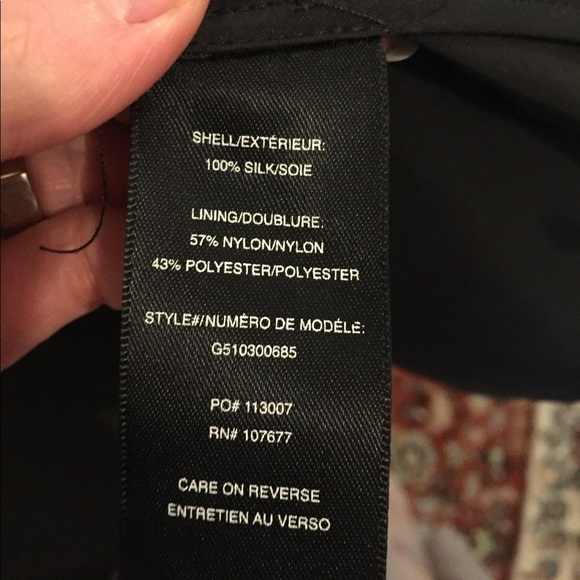 SHELL/EXTÉRIEUR:
100% SILK/SOIE
LINING/DOUBLURE:
57% NYLON/NYLON
43% POLYESTER/POLYESTER
STYLE#/NUMÉRO DE MODÉLE:
G510300685
PO# 113007
RN# 107677
CARE ON REVERSE
ENTRETIEN AU VERSO